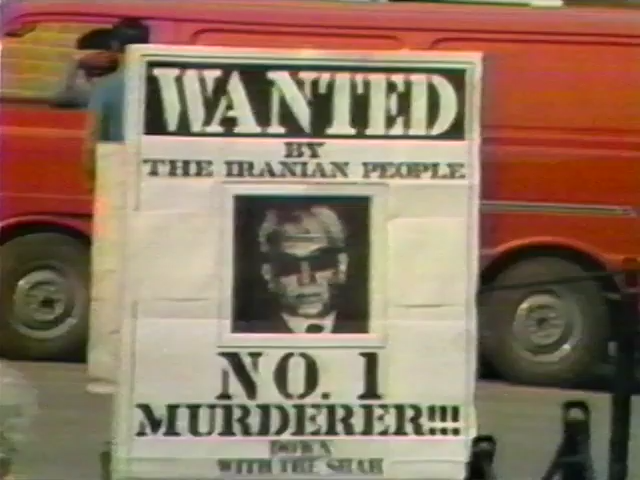 WANTED
BY
THE IRANIAN PEOPLE
NO. 1
MURDERER!!!
DOWN
WITH THE SHAH